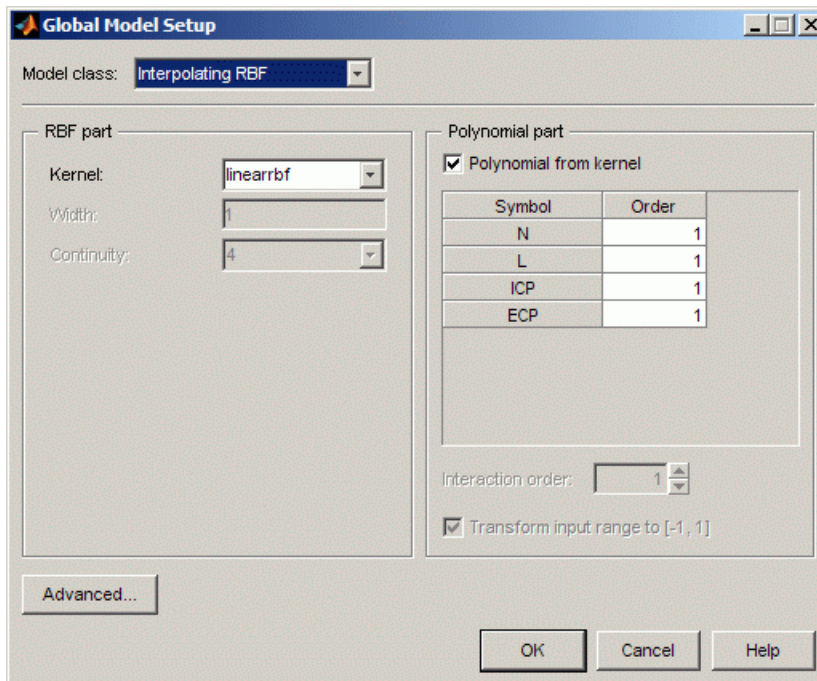 Global Model Setup
Model class: Interpolating RBF
RBF part
Kernel: linearrbf
Width: 1
Continuity: 4
Polynomial part
Polynomial from kernel
Symbol Order
N 1
L 1
ICP 1
ECP 1
Interaction order: 1
Transform input range to [-1, 1]
Advanced...
OK Cancel Help